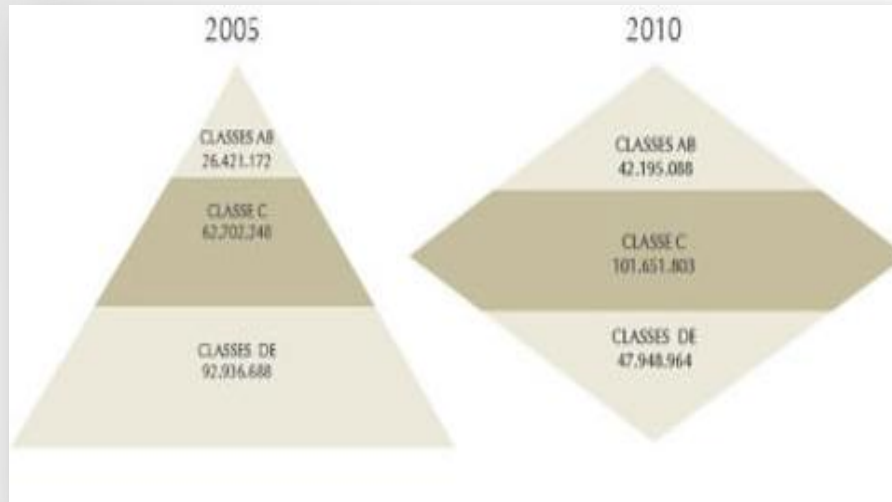 2005
CLASSES AB
26.421.172
CLASSE C
62.702.248
CLASSES DE
92.936.688
2010
CLASSES AB
42.195.088
CLASSE C
101.651.803
CLASSES DE
47.948.964